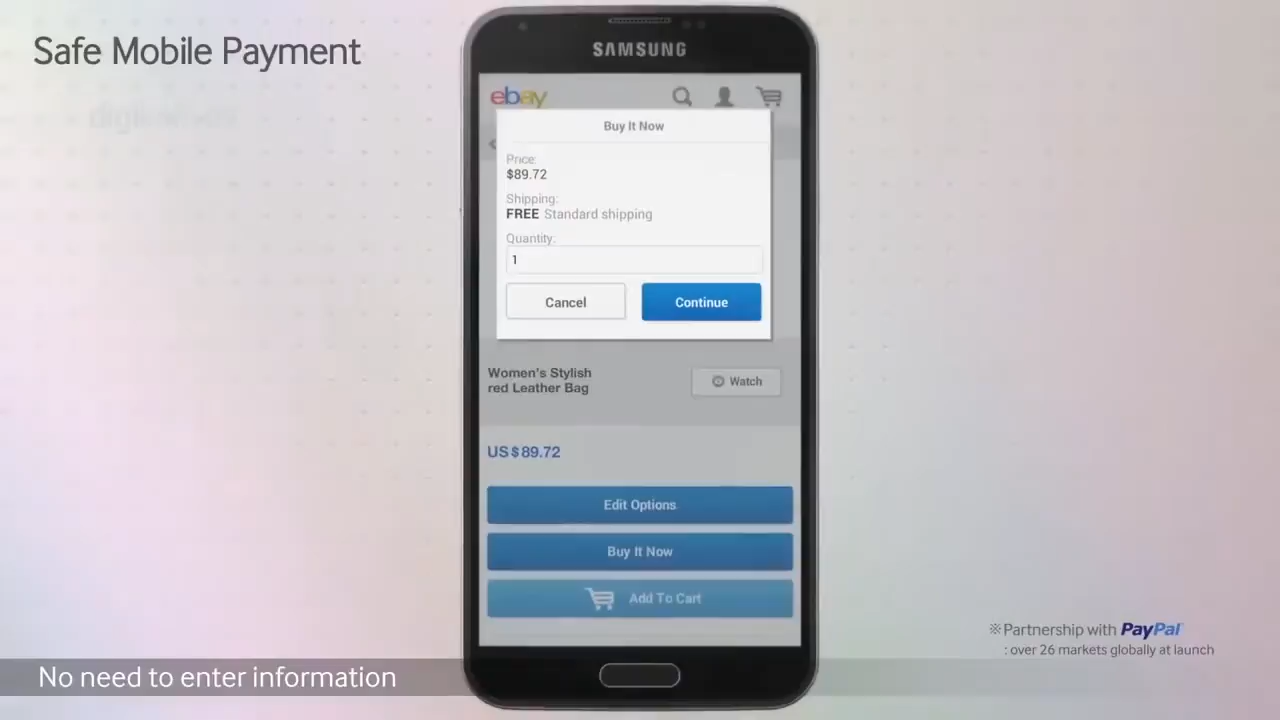 Safe Mobile Payment
SAMSUNG
ebay
Buy It Now
Price:
$89.72
Shipping:
FREE Standard shipping
Quantity:
1
Cancel
Continue
Women's Stylish
red Leather Bag
Watch
US $89.72
Edit Options
Buy It Now
Add To Cart
※Partnership with PayPal
: over 26 markets globally at launch
No need to enter information